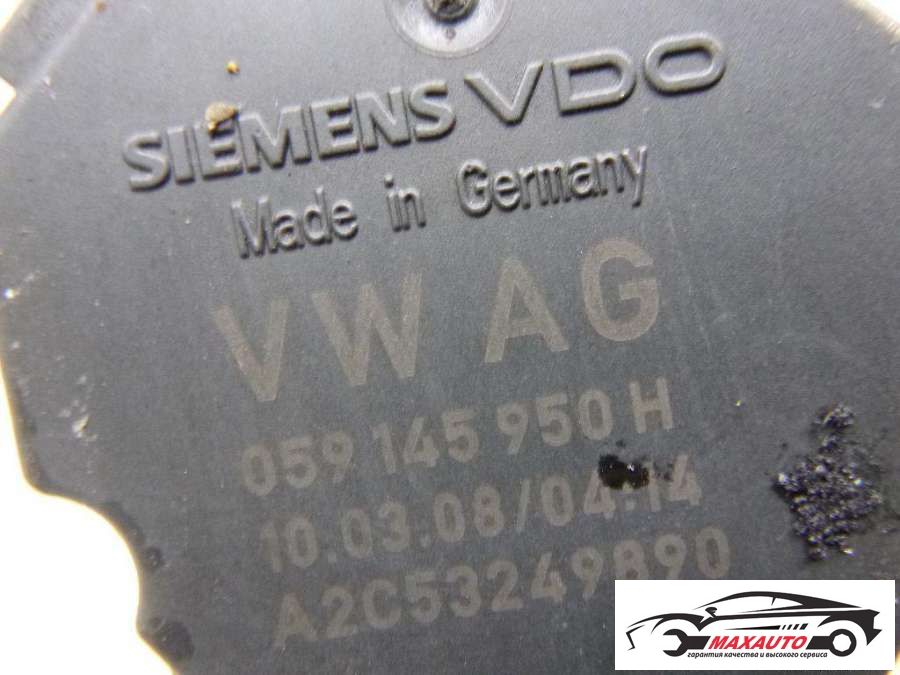 SIEMENS VDO
Made in Germany
VW AG
059 145 950 H
10.03.08/04:14
A2C53249890
MAXAUTO
гарантия качества и высокого сервиса